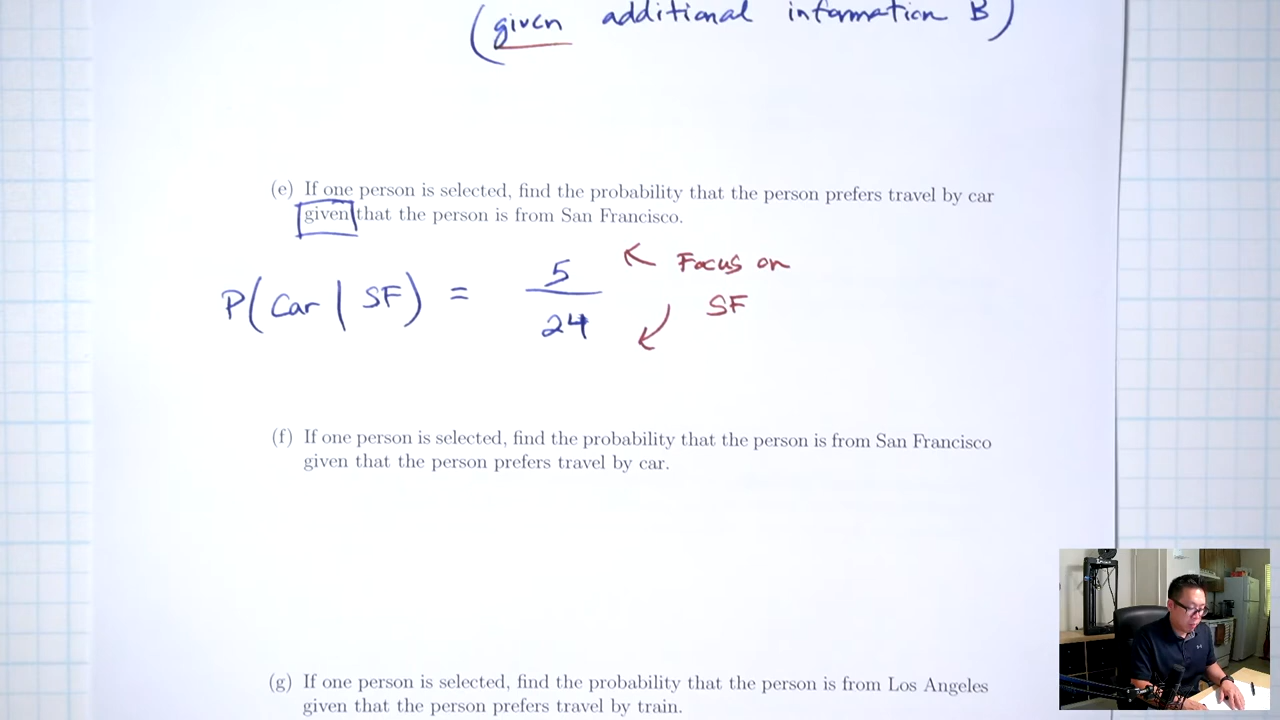 (given additional information B)
(e) If one person is selected, find the probability that the person prefers travel by car
given that the person is from San Francisco.
P(Car | SF) = 5/24
Focus on
SF
(f) If one person is selected, find the probability that the person is from San Francisco
given that the person prefers travel by car.
(g) If one person is selected, find the probability that the person is from Los Angeles
given that the person prefers travel by train.